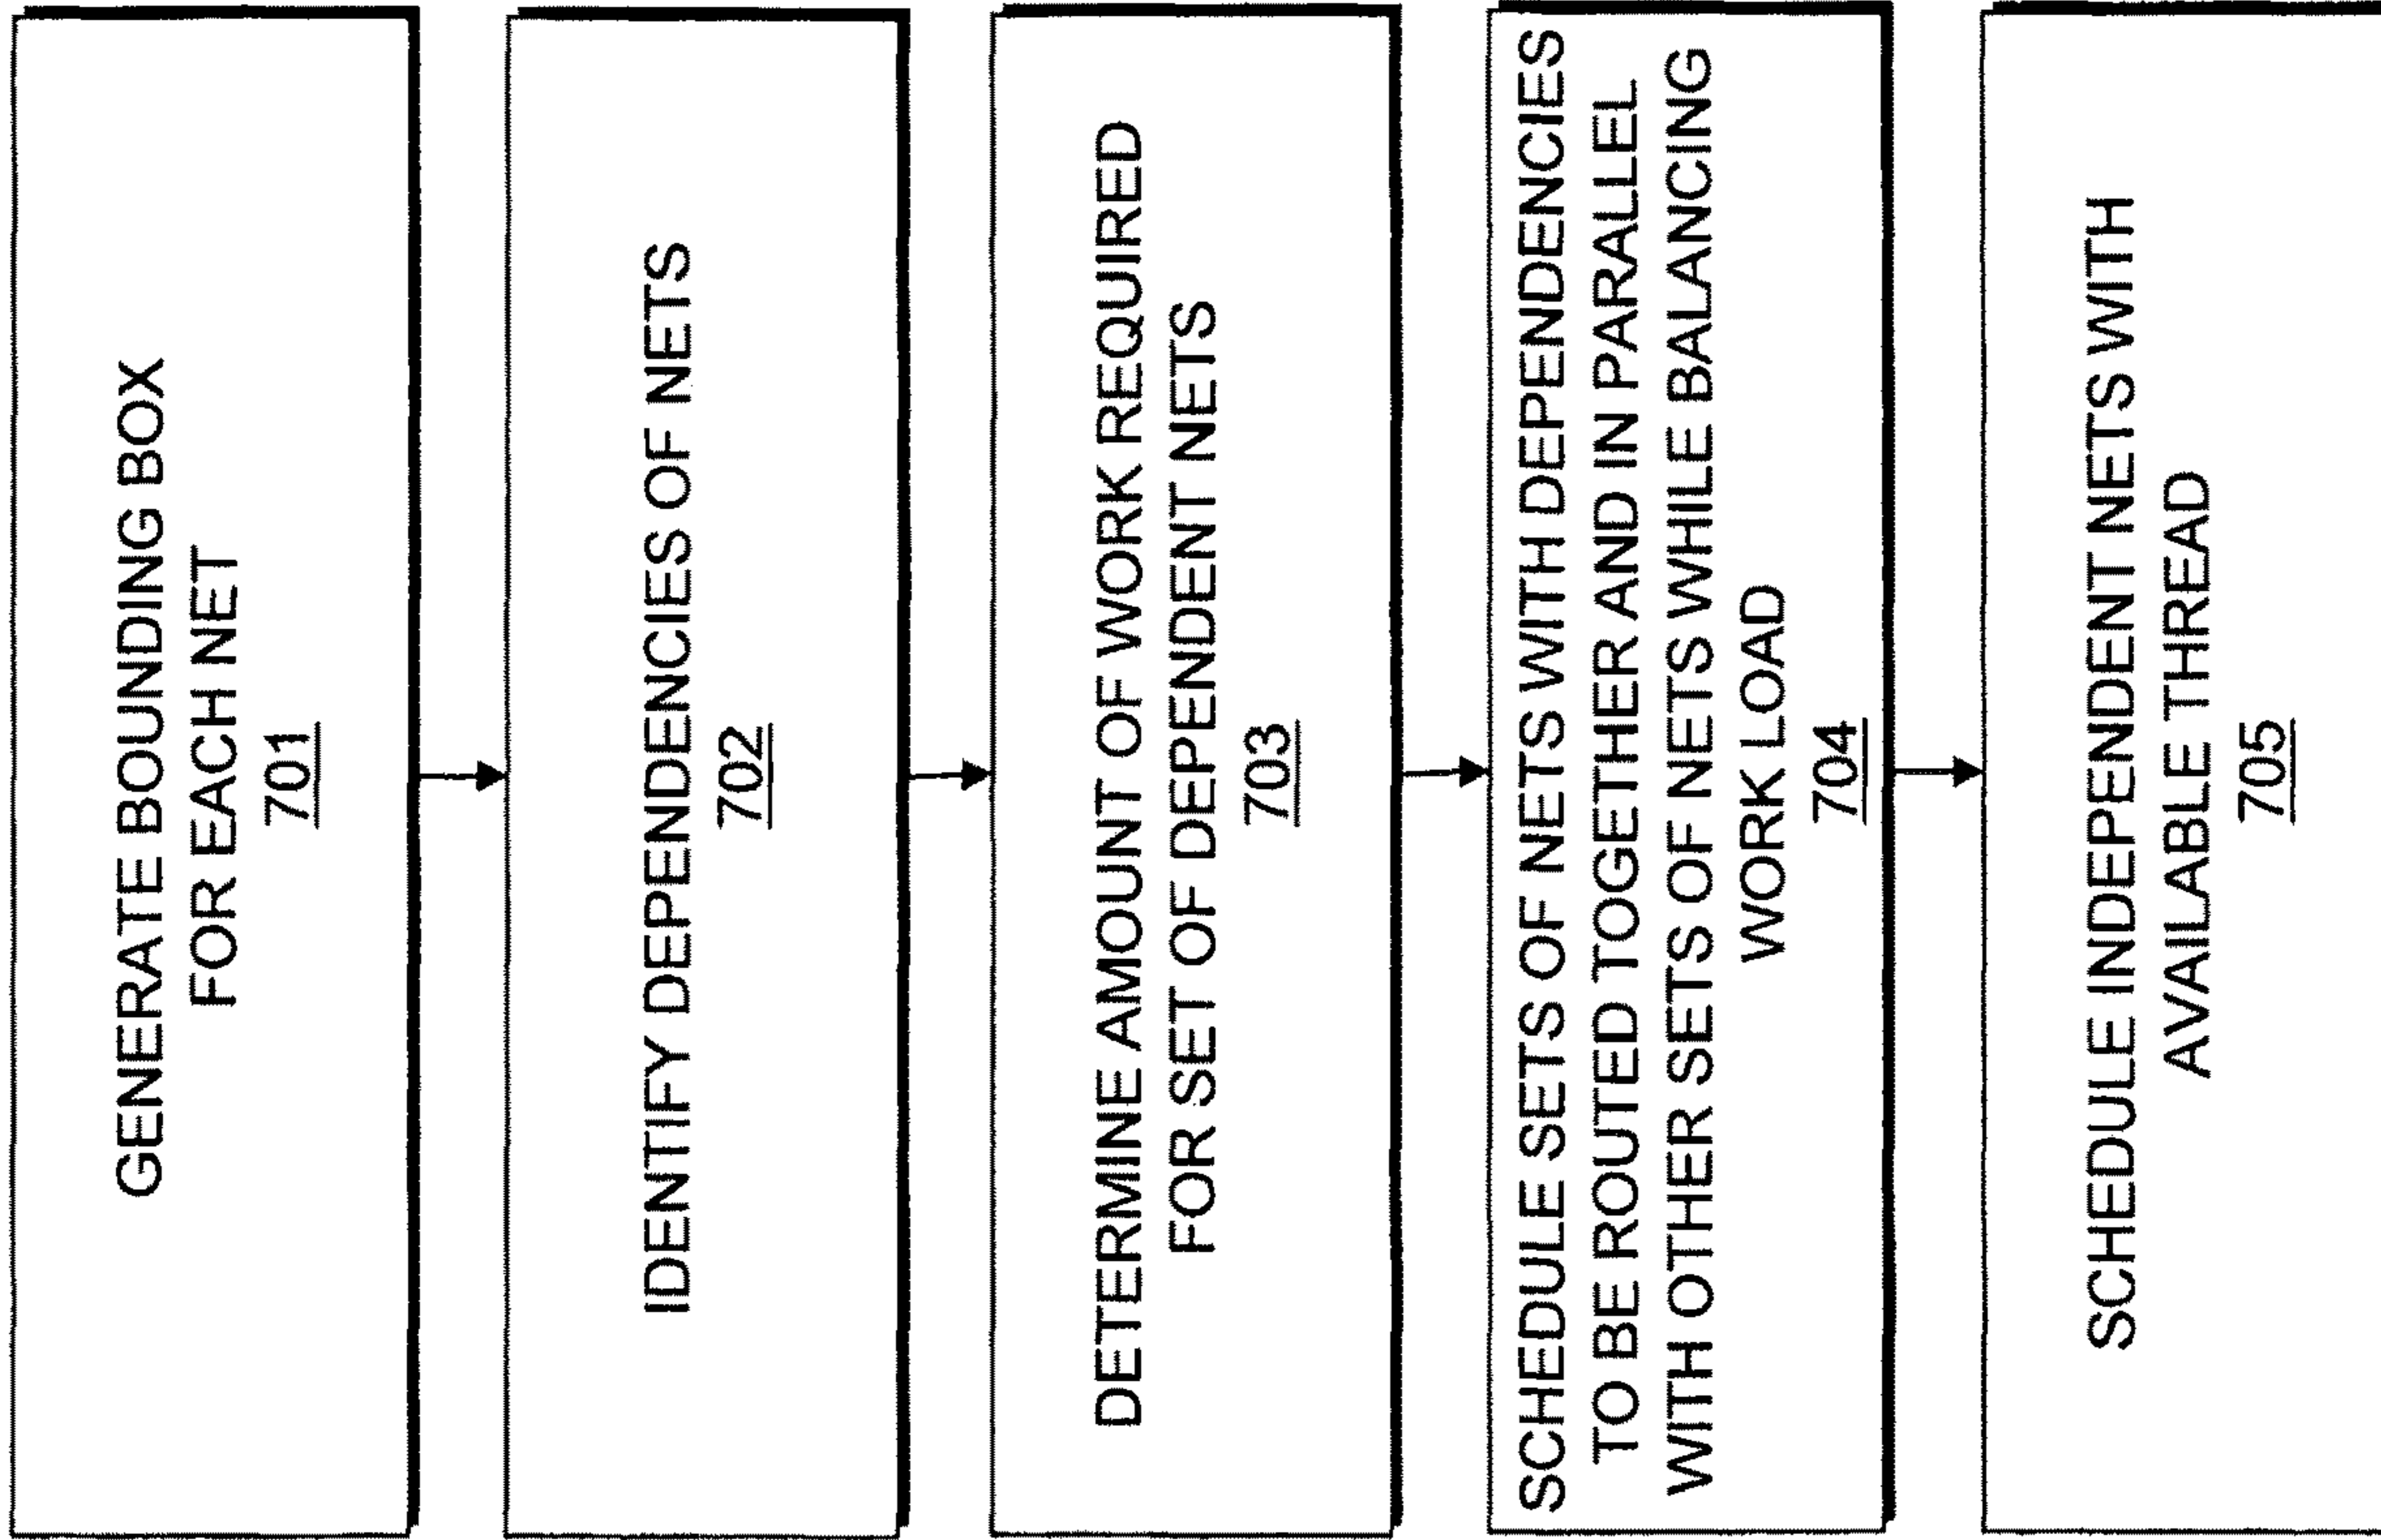 GENERATE BOUNDING BOX
FOR EACH NET
701
IDENTIFY DEPENDENCIES OF NETS
702
DETERMINE AMOUNT OF WORK REQUIRED
FOR SET OF DEPENDENT NETS
703
SCHEDULE SETS OF NETS WITH DEPENDENCIES
TO BE ROUTED TOGETHER AND IN PARALLEL
WITH OTHER SETS OF NETS WHILE BALANCING
WORK LOAD
704
SCHEDULE INDEPENDENT NETS WITH
AVAILABLE THREAD
705